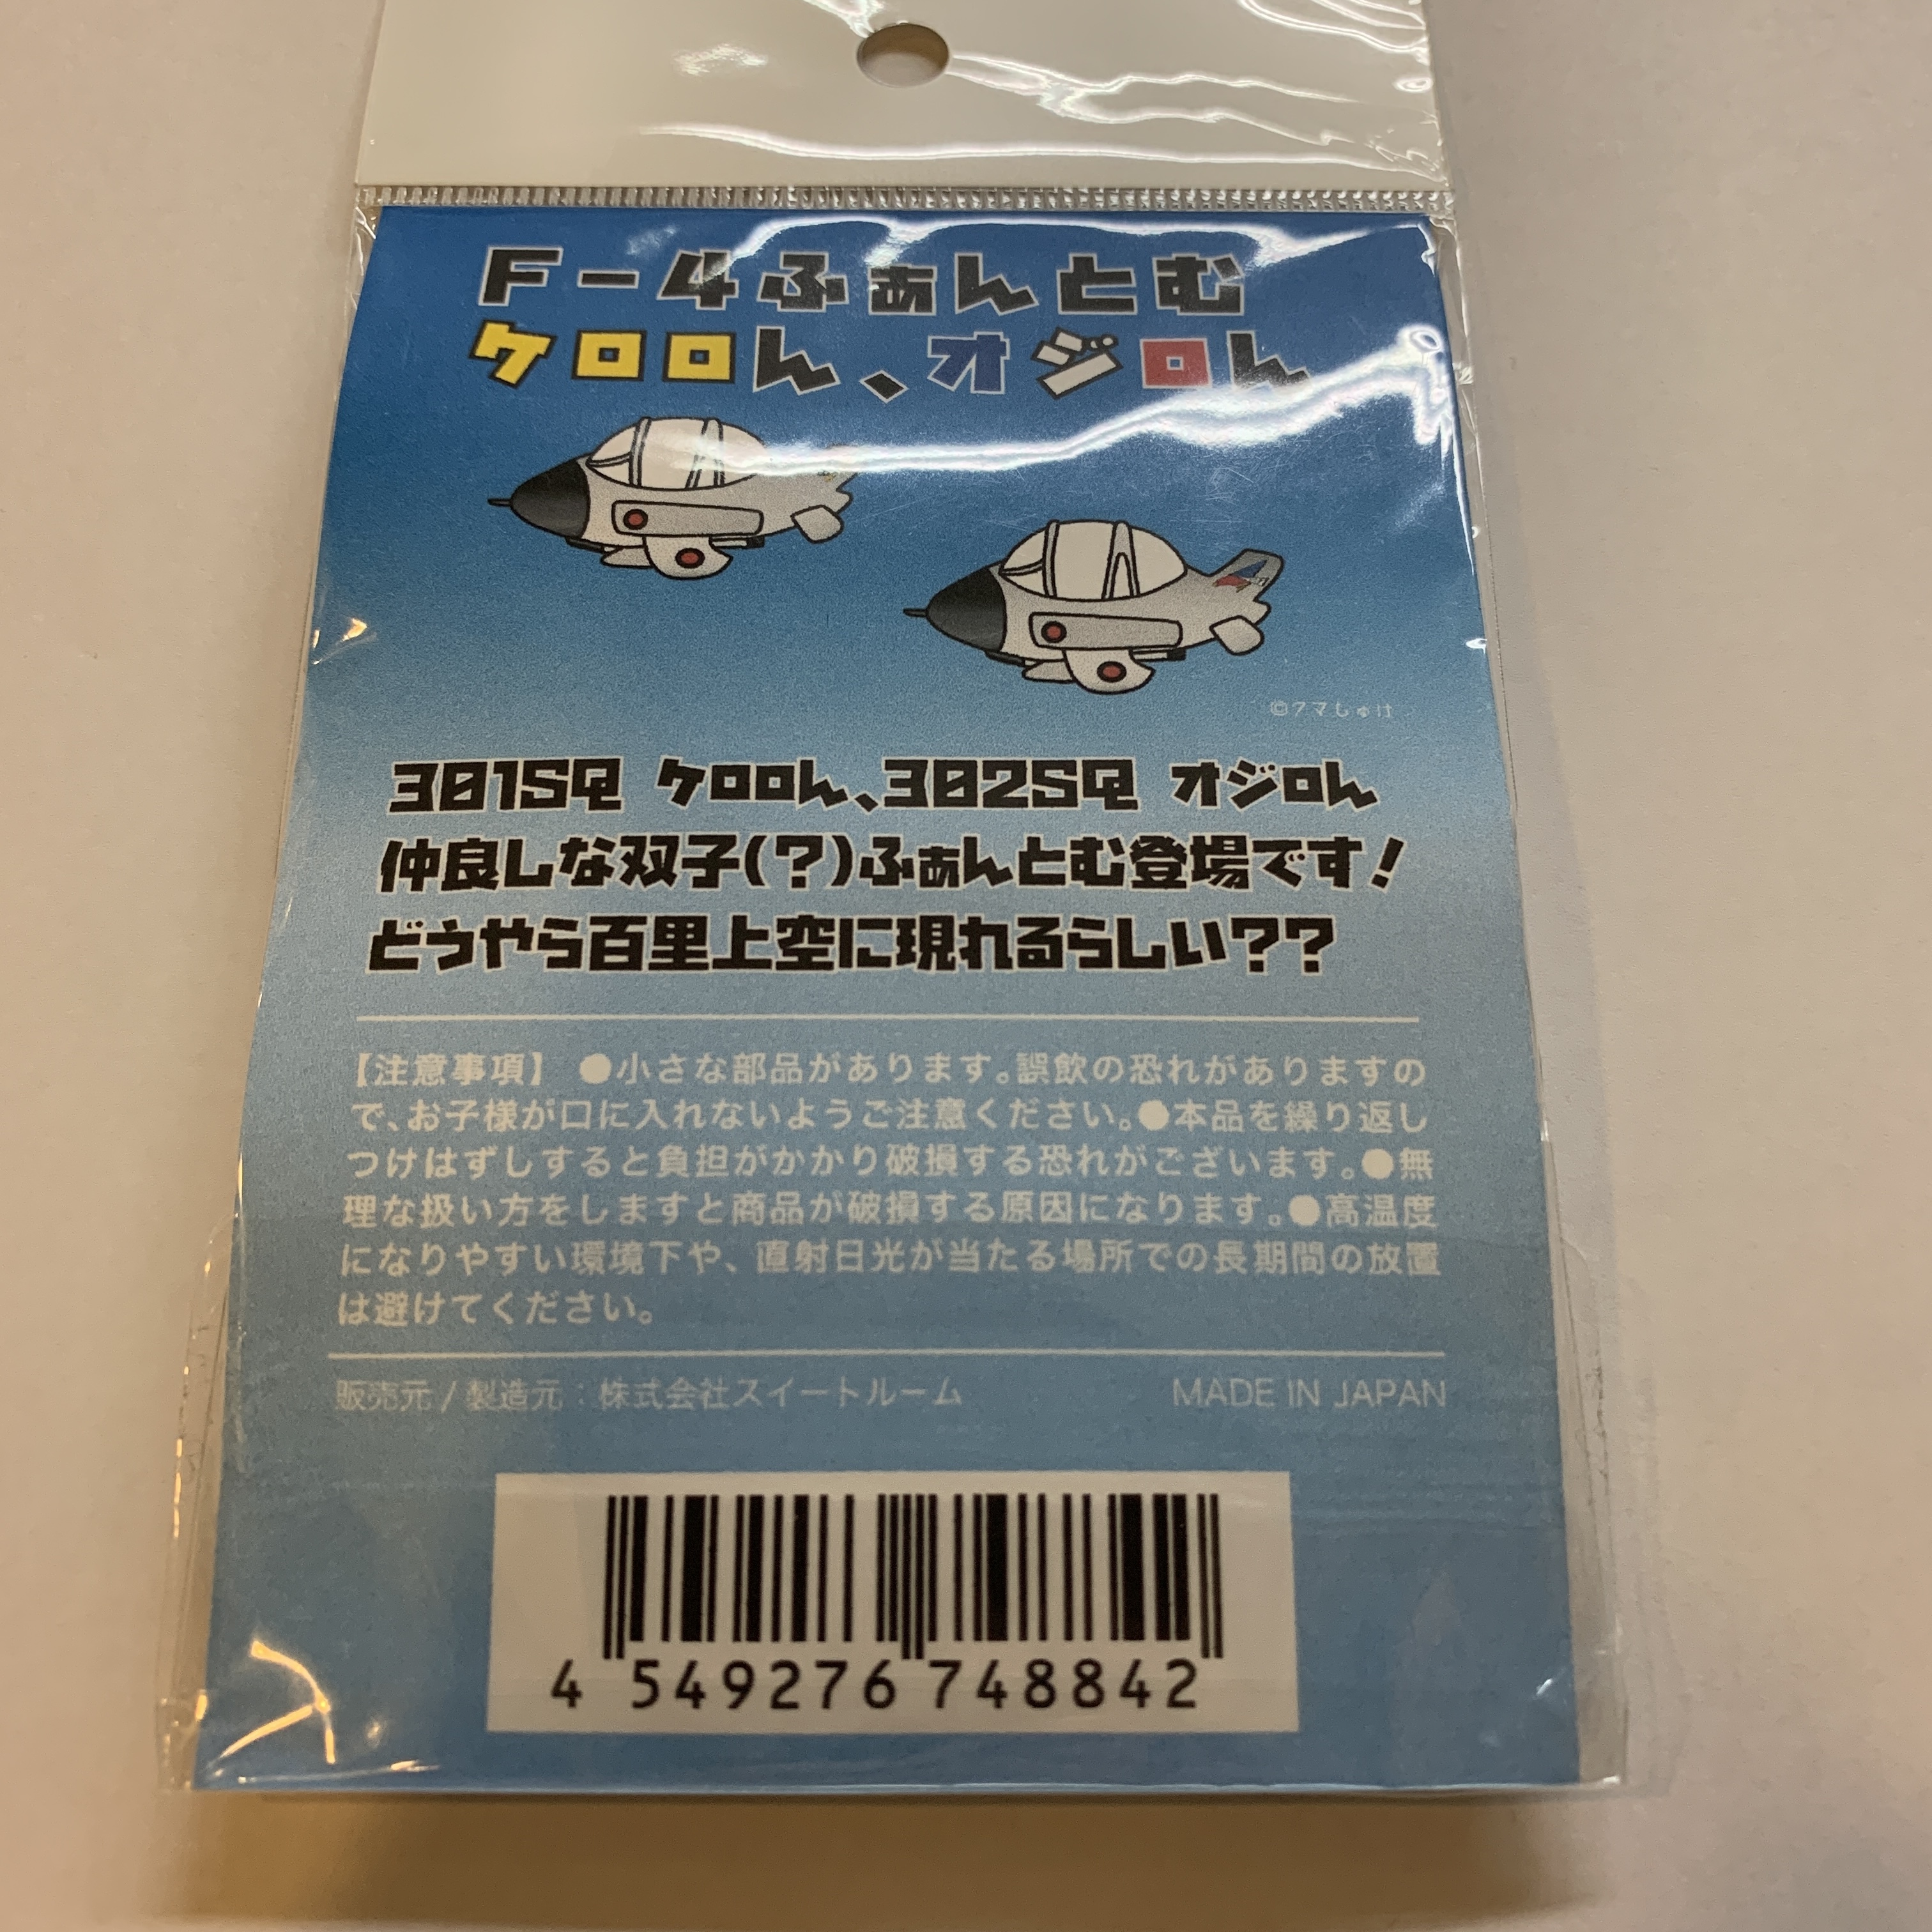 F-4ふぁんとむ
ケロロん、オジロん
©クマしゅけ
301SQ ケロロん、302SQ オジロん
仲良しな双子(?)ふぁんとむ登場です!
どうやら百里上空に現れるらしい??
【注意事項】 ●小さな部品があります。誤飲の恐れがありますの
で、お子様が口に入れないようご注意ください。●本品を繰り返し
つけはずしすると負担がかかり破損する恐れがございます。●無
理な扱い方をしますと商品が破損する原因になります。●高温度
になりやすい環境下や、直射日光が当たる場所での長期間の放置
は避けてください。
販売元 / 製造元：株式会社スイートルーム MADE IN JAPAN
4 549276 748842